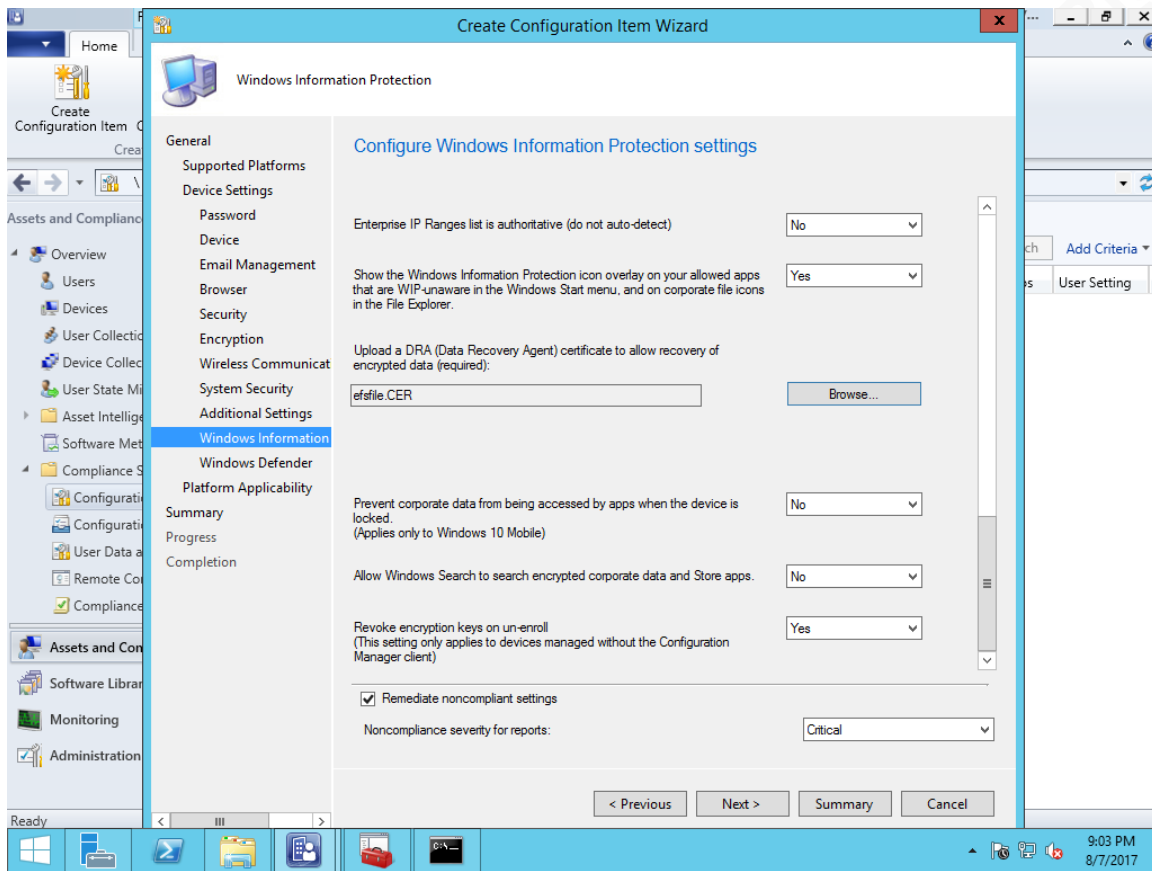 Create Configuration Item Wizard
Home
Create
Configuration Item
Windows Information Protection
General
Supported Platforms
Device Settings
Password
Device
Email Management
Browser
Security
Encryption
Wireless Communicat
System Security
Additional Settings
Windows Information
Windows Defender
Platform Applicability
Summary
Progress
Completion
Configure Windows Information Protection settings
Enterprise IP Ranges list is authoritative (do not auto-detect)
No
Show the Windows Information Protection icon overlay on your allowed apps
that are WIP-unaware in the Windows Start menu, and on corporate file icons
in the File Explorer.
Yes
Upload a DRA (Data Recovery Agent) certificate to allow recovery of
encrypted data (required):
efsfile.CER
Browse...
Prevent corporate data from being accessed by apps when the device is
locked.
(Applies only to Windows 10 Mobile)
No
Allow Windows Search to search encrypted corporate data and Store apps.
No
Revoke encryption keys on un-enroll
(This setting only applies to devices managed without the Configuration
Manager client)
Yes
Remediate noncompliant settings
Noncompliance severity for reports:
Critical
< Previous
Next >
Summary
Cancel
Crea
\
Assets and Complianc
Overview
Users
Devices
User Collectic
Device Collec
User State Mi
Asset Intellige
Software Met
Compliance S
Configurati
Configurati
User Data a
Remote Co
Compliance
Assets and Con
Software Librar
Monitoring
Administration
Ready
ch
Add Criteria
User Setting
9:03 PM
8/7/2017